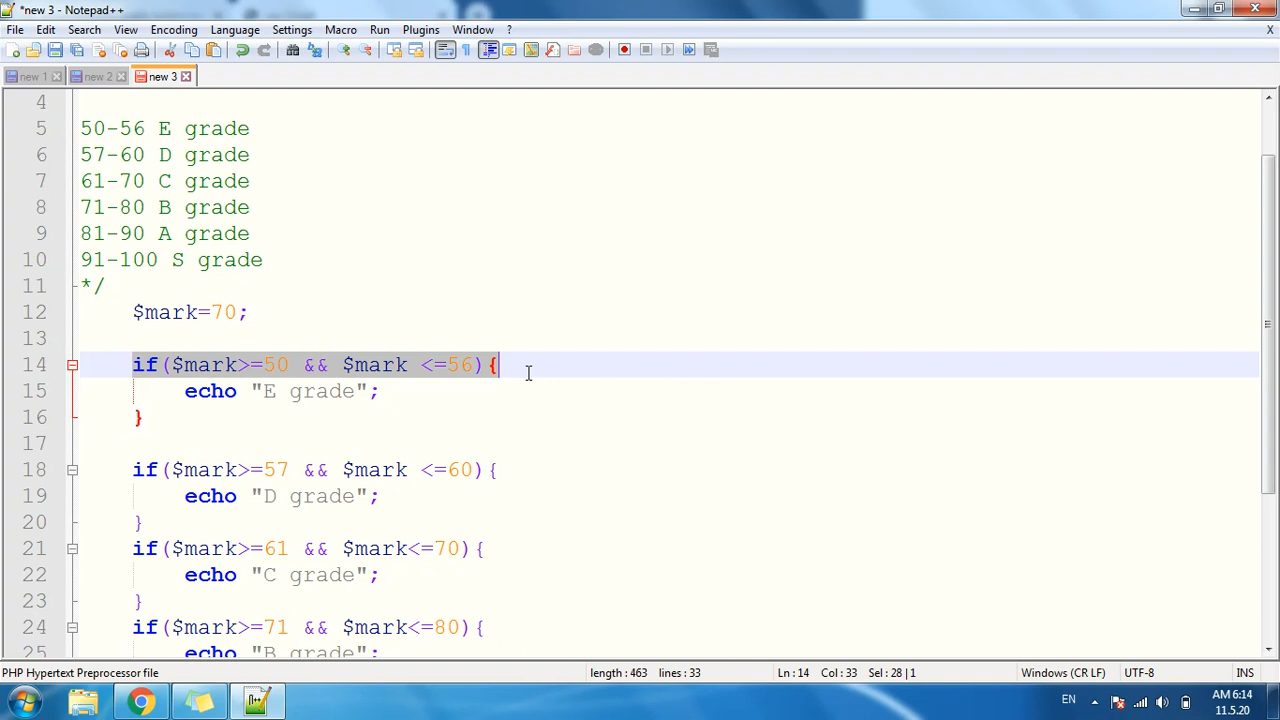 *new 3 - Notepad++
File Edit Search View Encoding Language Settings Macro Run Plugins Window ? X
new 1 new 2 new 3
4
5 50-56 E grade
6 57-60 D grade
7 61-70 C grade
8 71-80 B grade
9 81-90 A grade
10 91-100 S grade
11 */
12 $mark=70;
13
14 if($mark>=50 && $mark <=56){
15 echo "E grade";
16 }
17
18 if($mark>=57 && $mark <=60){
19 echo "D grade";
20 }
21 if($mark>=61 && $mark<=70){
22 echo "C grade";
23 }
24 if($mark>=71 && $mark<=80){
25 echo "B grade";
PHP Hypertext Preprocessor file length : 463 lines : 33 Ln : 14 Col : 33 Sel : 28 | 1 Windows (CR LF) UTF-8 INS
EN AM 6:14
11.5.20